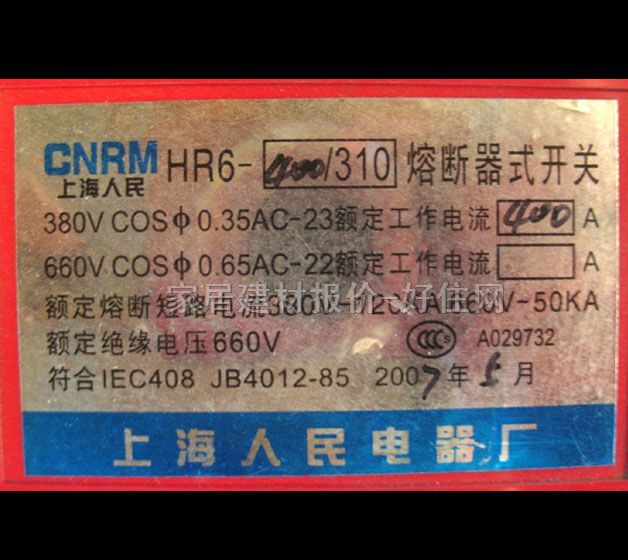 CNRM 上海人民 HR6-400/310 熔断器式开关
380V COSφ0.35AC-23额定工作电流 400 A
660V COSφ0.65AC-22额定工作电流 A
额定熔断短路电流380V- 660V-50KA
家居建材报价-好住网
额定绝缘电压660V CCC S A029732
符合IEC408 JB4012-85 2007年5月
上海人民电器厂